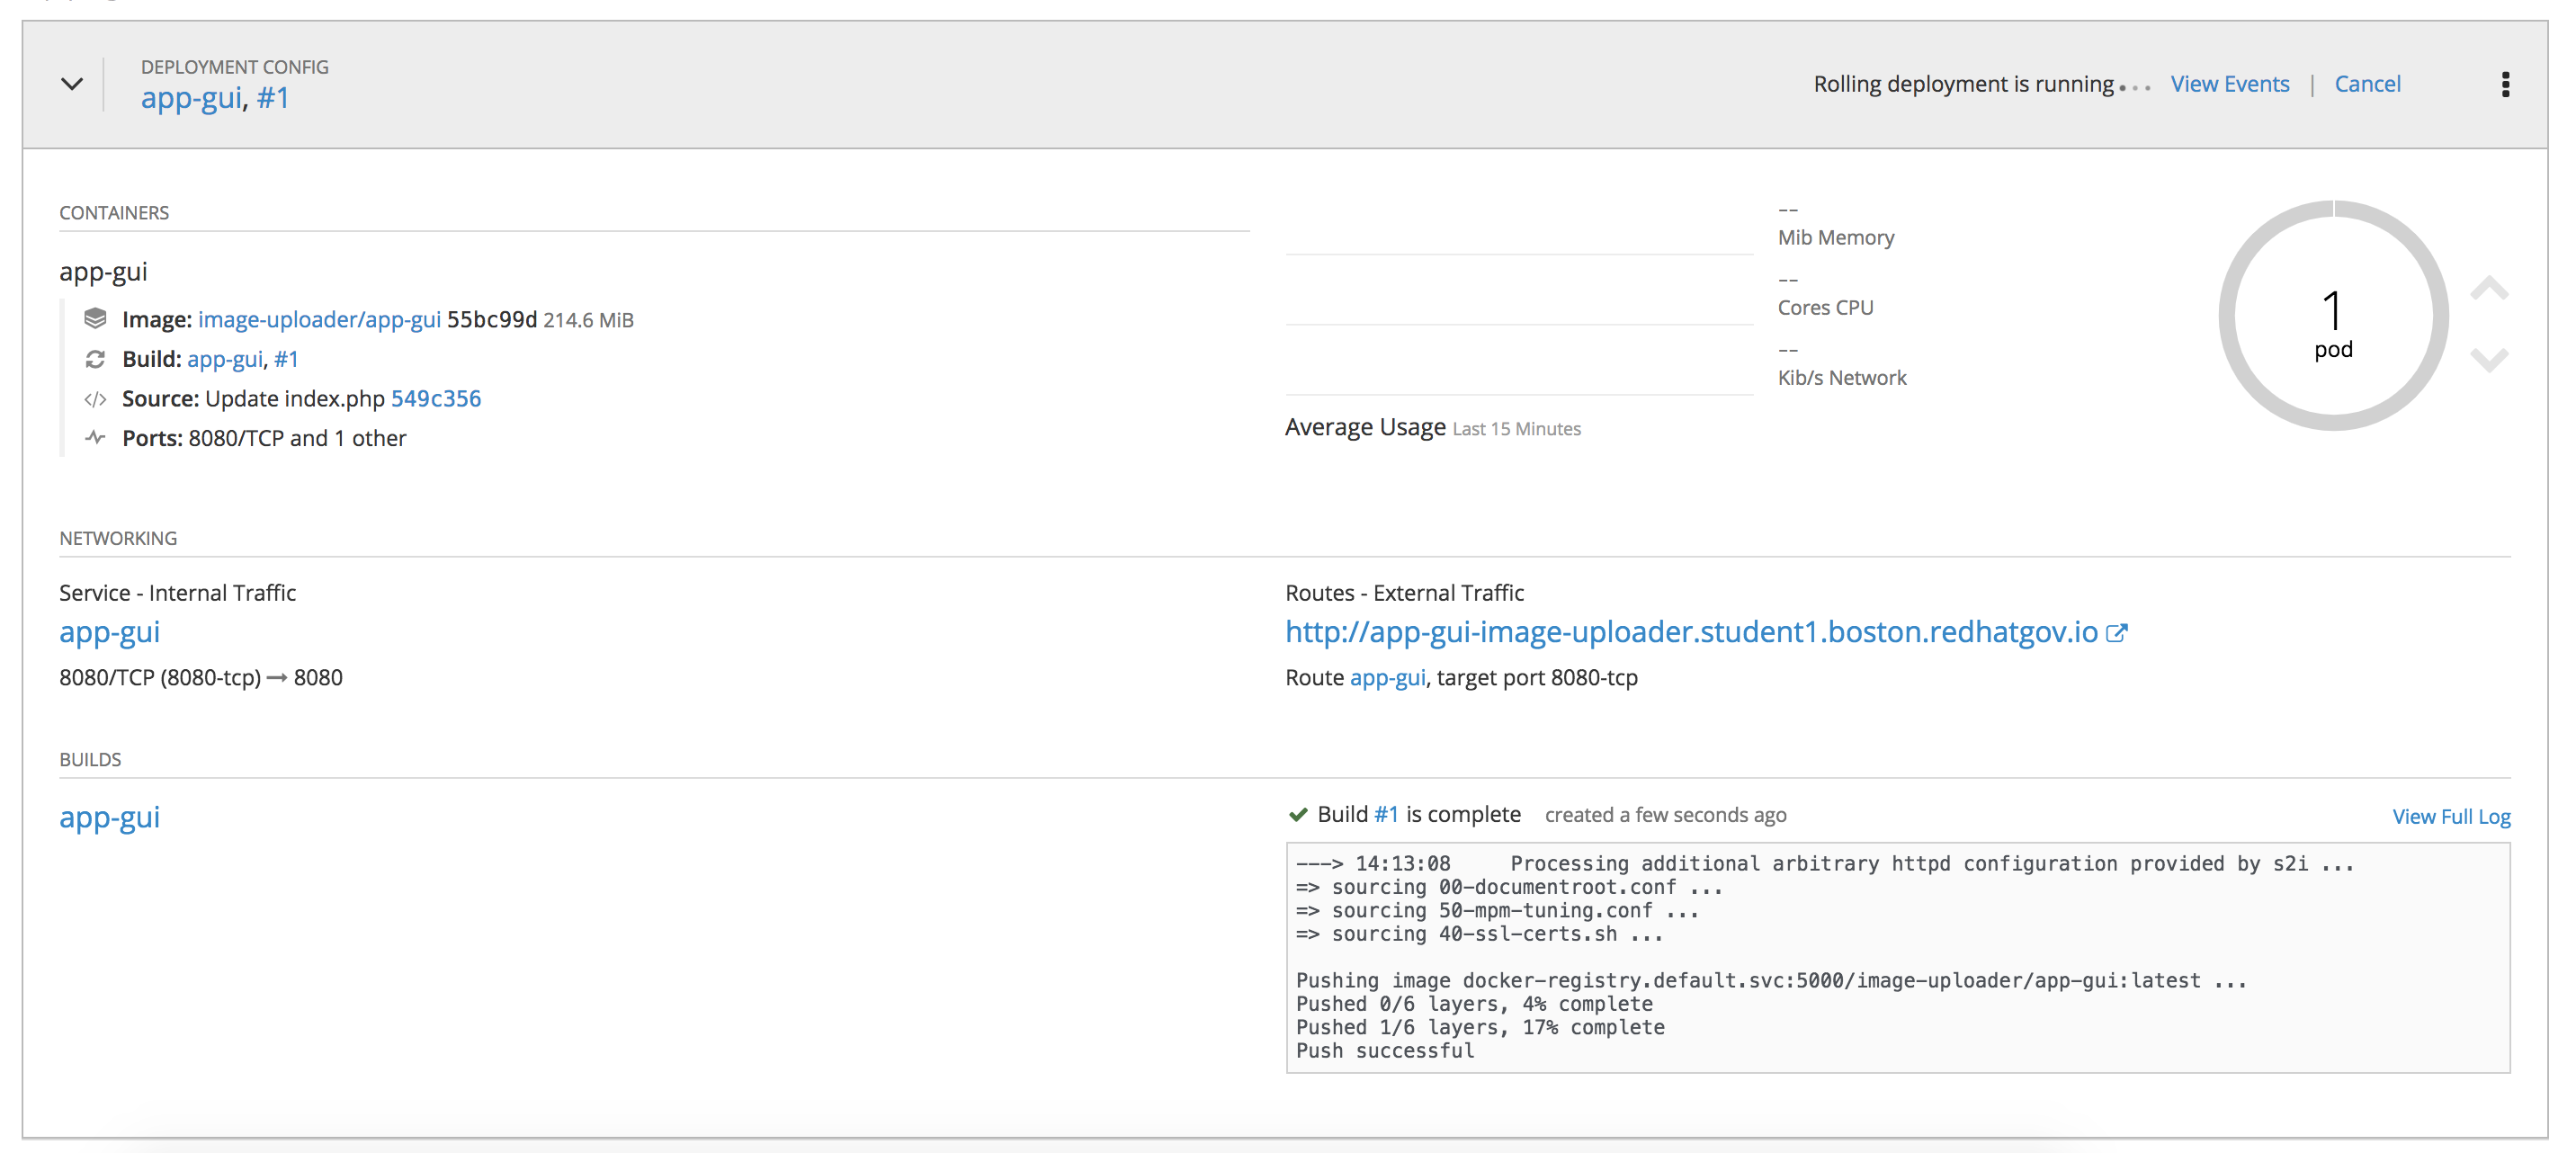 DEPLOYMENT CONFIG
app-gui, #1
Rolling deployment is running... View Events | Cancel
CONTAINERS
app-gui
Image: image-uploader/app-gui 55bc99d 214.6 MiB
Build: app-gui, #1
Source: Update index.php 549c356
Ports: 8080/TCP and 1 other
--
Mib Memory
--
Cores CPU
--
Kib/s Network
Average Usage Last 15 Minutes
1
pod
NETWORKING
Service - Internal Traffic
app-gui
8080/TCP (8080-tcp) → 8080
Routes - External Traffic
http://app-gui-image-uploader.student1.boston.redhatgov.io
Route app-gui, target port 8080-tcp
BUILDS
app-gui
Build #1 is complete created a few seconds ago
View Full Log
---> 14:13:08     Processing additional arbitrary httpd configuration provided by s2i ...
=> sourcing 00-documentroot.conf ...
=> sourcing 50-mpm-tuning.conf ...
=> sourcing 40-ssl-certs.sh ...
Pushing image docker-registry.default.svc:5000/image-uploader/app-gui:latest ...
Pushed 0/6 layers, 4% complete
Pushed 1/6 layers, 17% complete
Push successful